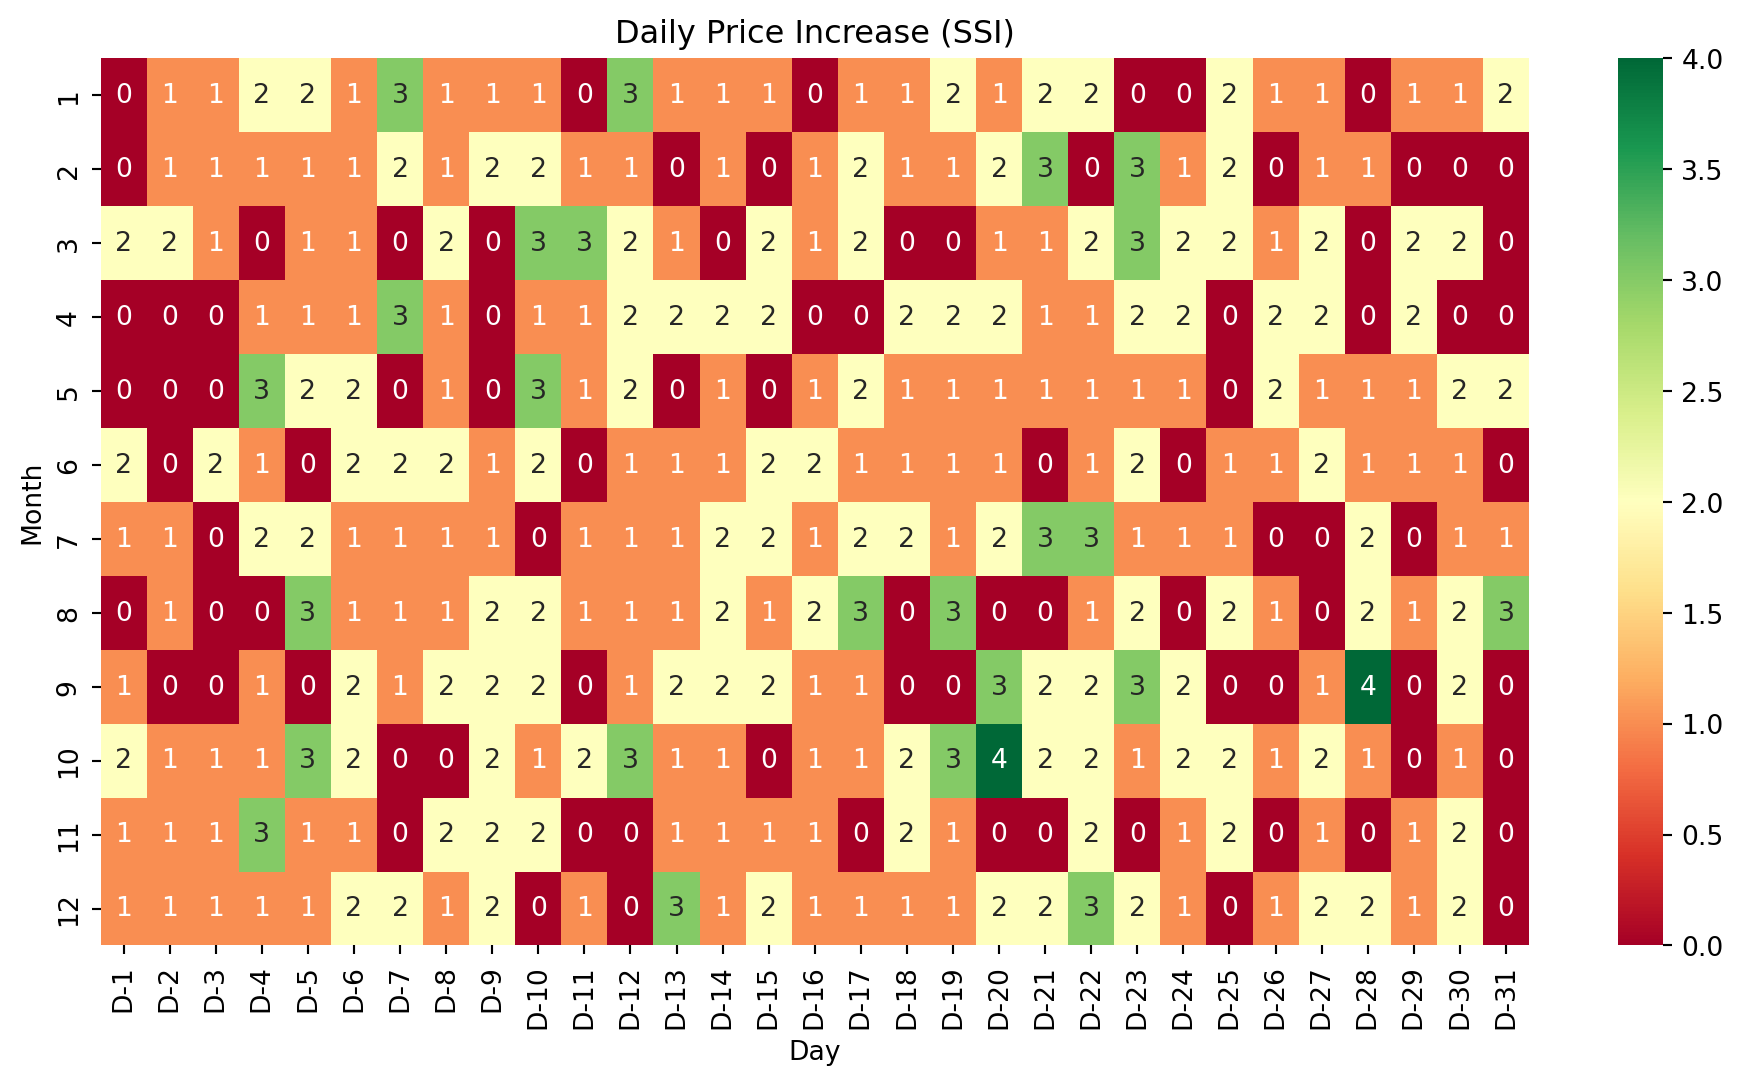 Daily Price Increase (SSI)
1 0 1 1 2 2 1 3 1 1 1 0 3 1 1 1 0 1 1 2 1 2 2 0 0 2 1 1 0 1 1 2
2 0 1 1 1 1 1 2 1 2 2 1 1 0 1 0 1 2 1 1 2 3 0 3 1 2 0 1 1 0 0 0
3 2 2 1 0 1 1 0 2 0 3 3 2 1 0 2 1 2 0 0 1 1 2 3 2 2 1 2 0 2 2 0
4 0 0 0 1 1 1 3 1 0 1 1 2 2 2 2 0 0 2 2 2 1 1 2 2 0 2 2 0 2 0 0
5 0 0 0 3 2 2 0 1 0 3 1 2 0 1 0 1 2 1 1 1 1 1 1 1 0 2 1 1 1 2 2
6 2 0 2 1 0 2 2 2 1 2 0 1 1 1 2 2 1 1 1 1 0 1 2 0 1 1 2 1 1 1 0
7 1 1 0 2 2 1 1 1 1 0 1 1 1 2 2 1 2 2 1 2 3 3 1 1 1 0 0 2 0 1 1
8 0 1 0 0 3 1 1 1 2 2 1 1 1 2 1 2 3 0 3 0 0 1 2 0 2 1 0 2 1 2 3
9 1 0 0 1 0 2 1 2 2 2 0 1 2 2 2 1 1 0 0 3 2 2 3 2 0 0 1 4 0 2 0
10 2 1 1 1 3 2 0 0 2 1 2 3 1 1 0 1 1 2 3 4 2 2 1 2 2 1 2 1 0 1 0
11 1 1 1 3 1 1 0 2 2 2 0 0 1 1 1 1 0 2 1 0 0 2 0 1 2 0 1 0 1 2 0
12 1 1 1 1 1 2 2 1 2 0 1 0 3 1 2 1 1 1 1 2 2 3 2 1 0 1 2 2 1 2 0
Month
D-1 D-2 D-3 D-4 D-5 D-6 D-7 D-8 D-9 D-10 D-11 D-12 D-13 D-14 D-15 D-16 D-17 D-18 D-19 D-20 D-21 D-22 D-23 D-24 D-25 D-26 D-27 D-28 D-29 D-30 D-31
Day
4.0
3.5
3.0
2.5
2.0
1.5
1.0
0.5
0.0